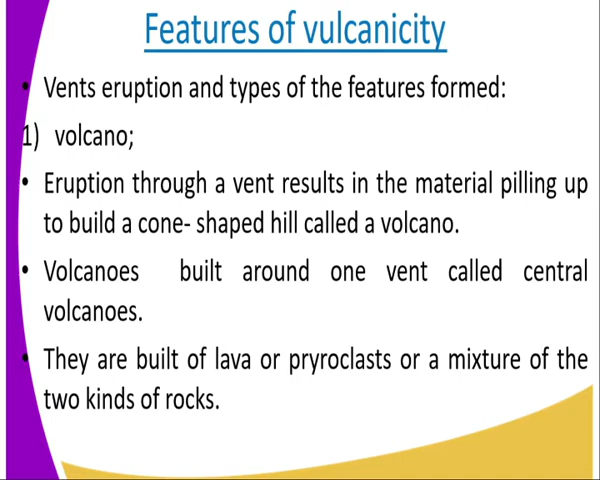 Features of vulcanicity
• Vents eruption and types of the features formed:
1) volcano;
• Eruption through a vent results in the material pilling up
to build a cone- shaped hill called a volcano.
• Volcanoes built around one vent called central
volcanoes.
• They are built of lava or pryroclasts or a mixture of the
two kinds of rocks.